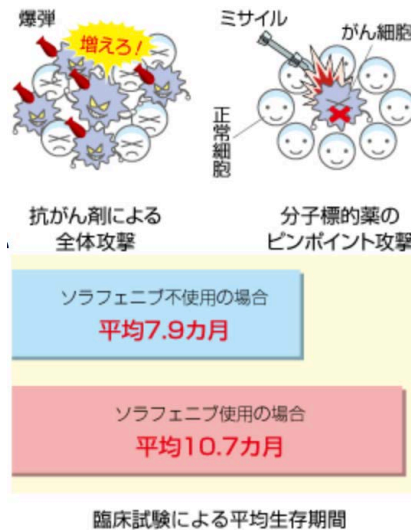 爆弾
増えろ!
ミサイル
がん細胞
正常細胞
抗がん剤による
全体攻撃
分子標的薬の
ピンポイント攻撃
ソラフェニブ不使用の場合
平均7.9カ月
ソラフェニブ使用の場合
平均10.7カ月
臨床試験による平均生存期間